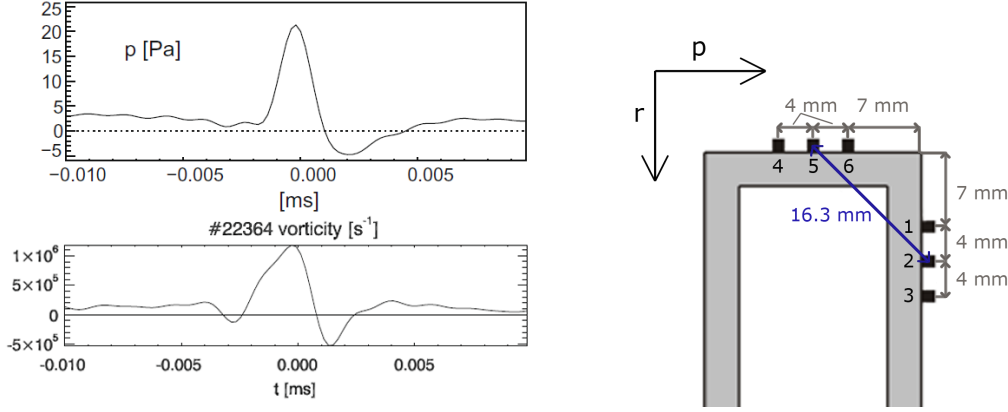 25
20
15
10
5
0
−5
p [Pa]
−0.010 −0.005 0.000 0.005
[ms]
#22364 vorticity [s⁻¹]
1×10⁶
5×10⁵
0
-5×10⁵
-0.010 -0.005 0.000 0.005
t [ms]
p
r
4 mm 7 mm
4 5 6
7 mm
16.3 mm
1
4 mm
2
4 mm
3